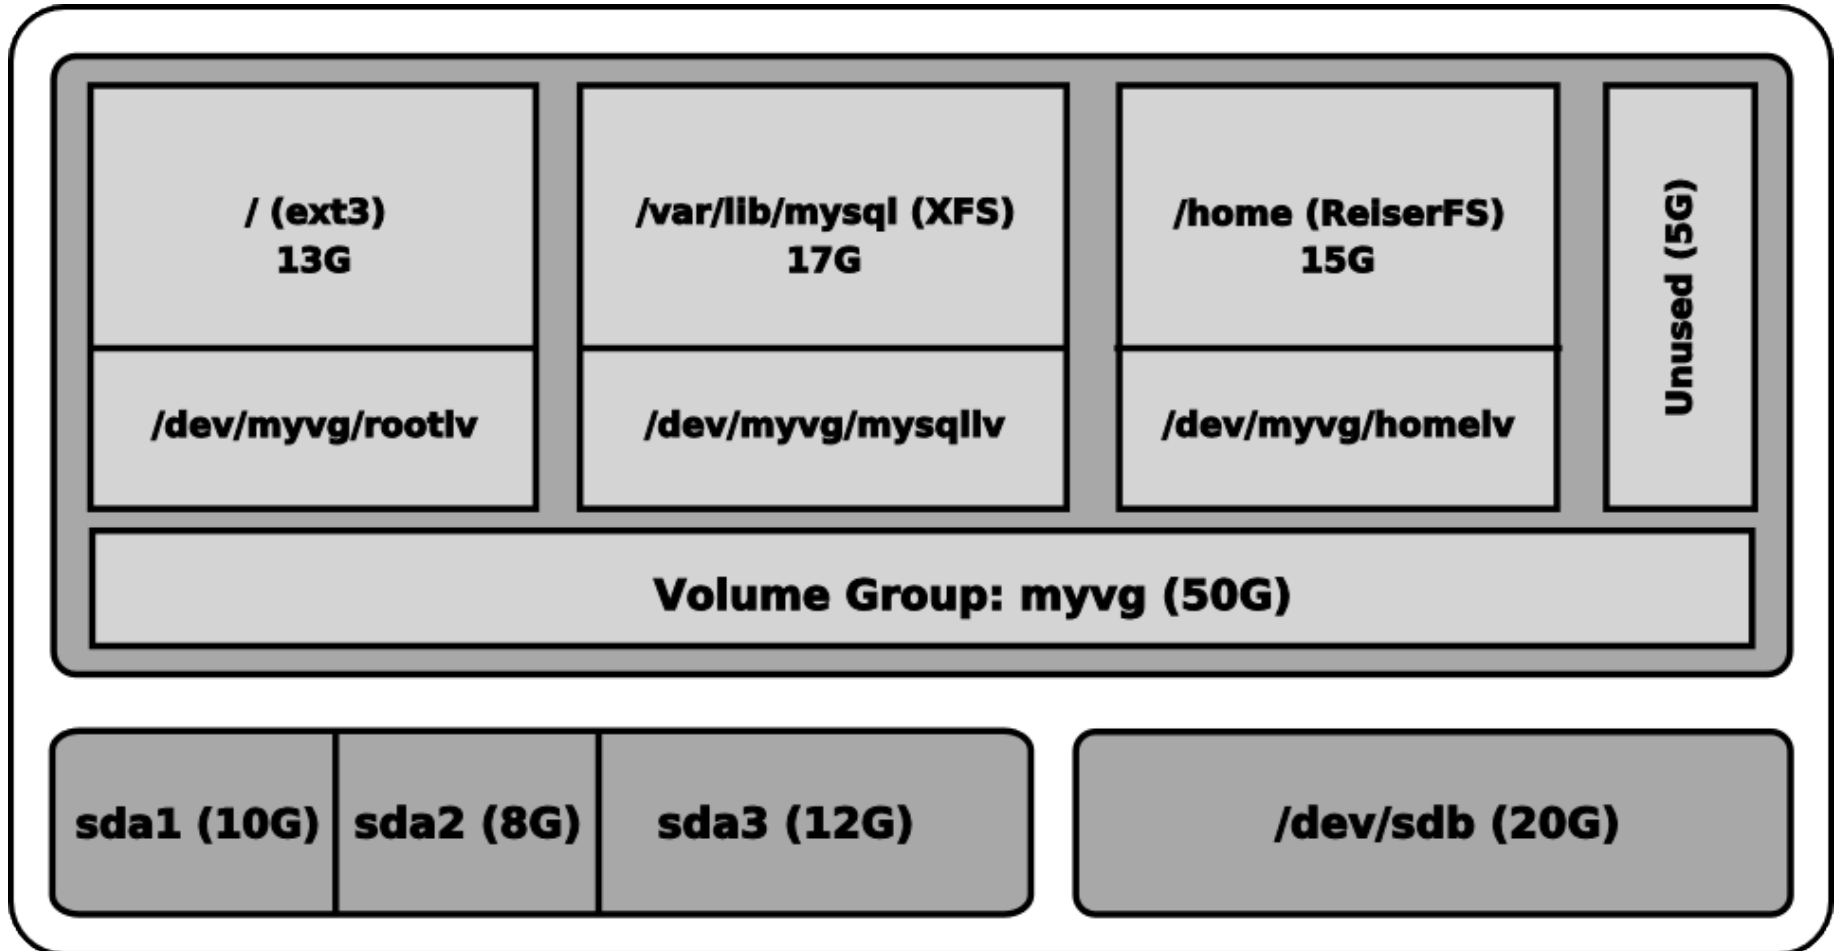 / (ext3)
13G
/dev/myvg/rootlv
/var/lib/mysql (XFS)
17G
/dev/myvg/mysqllv
/home (ReiserFS)
15G
/dev/myvg/homelv
Unused (5G)
Volume Group: myvg (50G)
sda1 (10G)
sda2 (8G)
sda3 (12G)
/dev/sdb (20G)